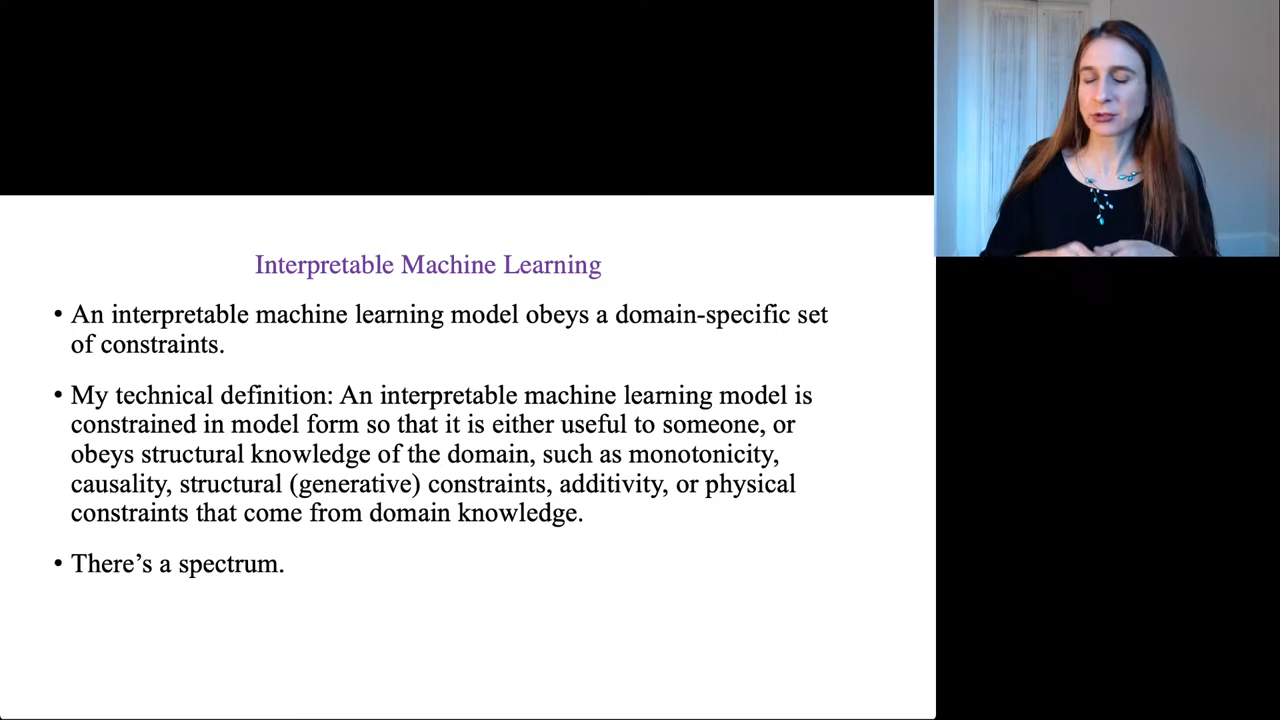 Interpretable Machine Learning
• An interpretable machine learning model obeys a domain-specific set
of constraints.
• My technical definition: An interpretable machine learning model is
constrained in model form so that it is either useful to someone, or
obeys structural knowledge of the domain, such as monotonicity,
causality, structural (generative) constraints, additivity, or physical
constraints that come from domain knowledge.
• There’s a spectrum.